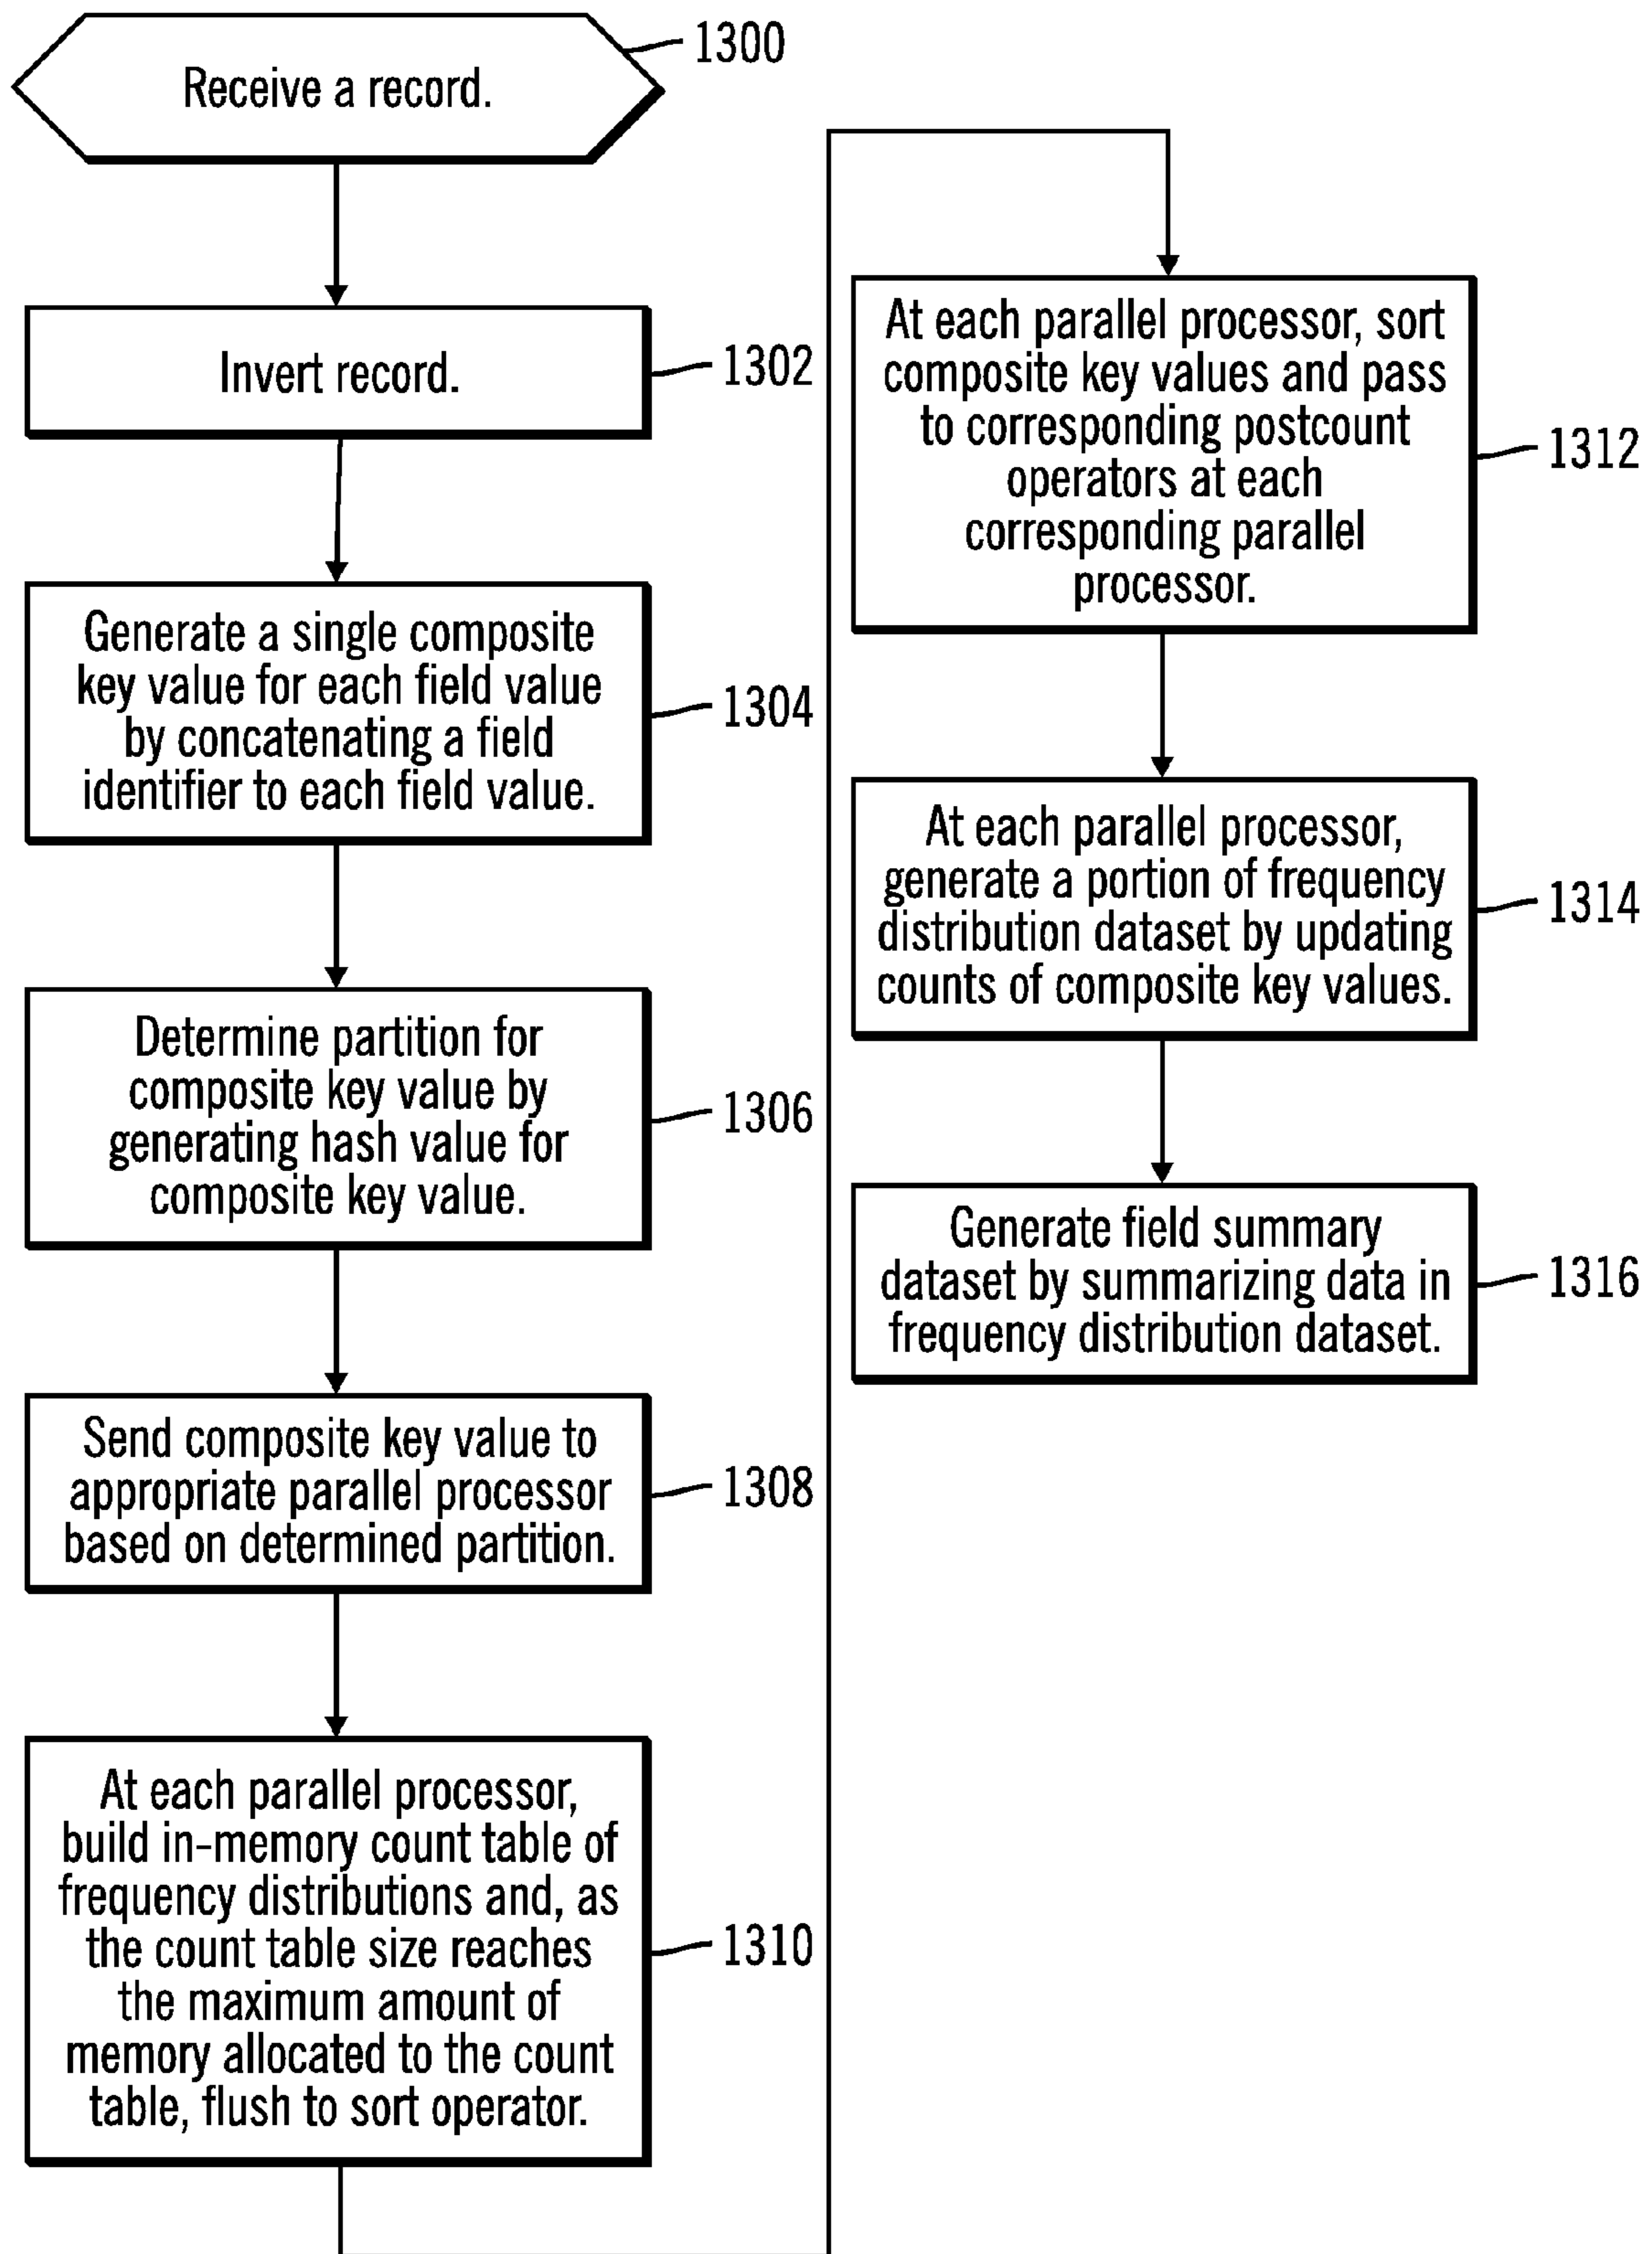 Receive a record.
1300
Invert record.
1302
Generate a single composite
key value for each field value
by concatenating a field
identifier to each field value.
1304
Determine partition for
composite key value by
generating hash value for
composite key value.
1306
Send composite key value to
appropriate parallel processor
based on determined partition.
1308
At each parallel processor,
build in-memory count table of
frequency distributions and, as
the count table size reaches
the maximum amount of
memory allocated to the count
table, flush to sort operator.
1310
At each parallel processor, sort
composite key values and pass
to corresponding postcount
operators at each
corresponding parallel
processor.
1312
At each parallel processor,
generate a portion of frequency
distribution dataset by updating
counts of composite key values.
1314
Generate field summary
dataset by summarizing data in
frequency distribution dataset.
1316